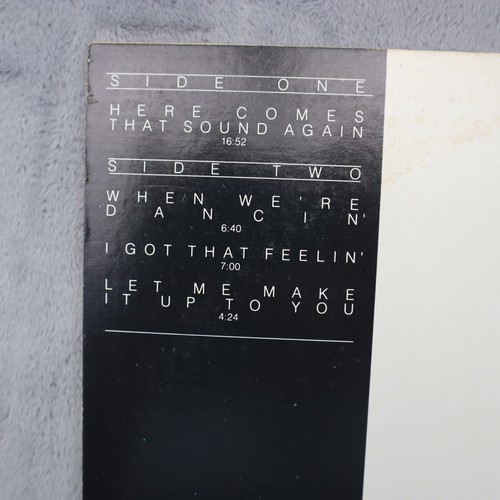 SIDE ONE
HERE COMES
THAT SOUND AGAIN
16:52
SIDE TWO
WHEN WE'RE
DANCIN'
6:40
I GOT THAT FEELIN'
7:00
LET ME MAKE
IT UP TO YOU
4:24